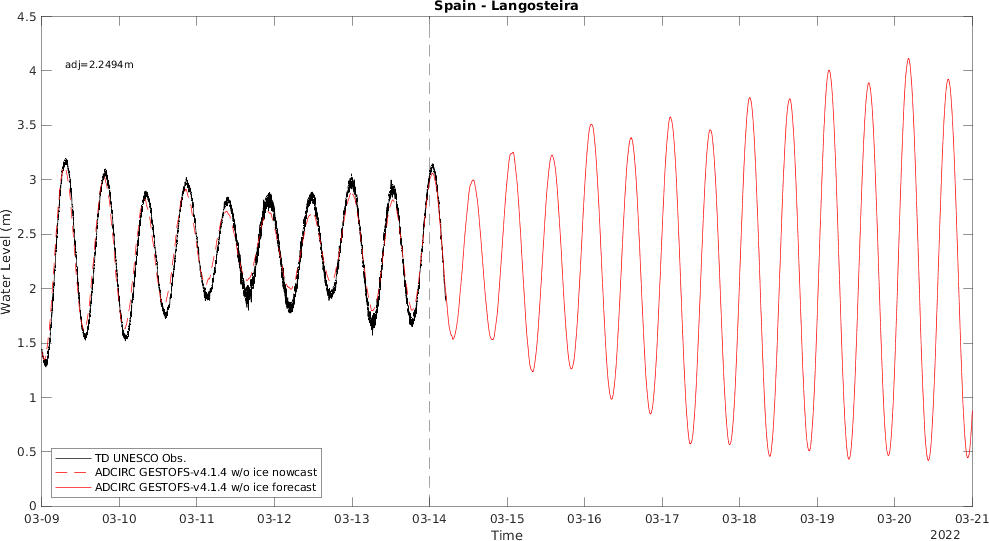 Spain - Langosteira
adj=2.2494m
Water Level (m)
4.5
4
3.5
3
2.5
2
1.5
1
0.5
0
TD UNESCO Obs.
ADCIRC GESTOFS-v4.1.4 w/o ice nowcast
ADCIRC GESTOFS-v4.1.4 w/o ice forecast
03-09 03-10 03-11 03-12 03-13 03-14 03-15 03-16 03-17 03-18 03-19 03-20 03-21
Time
2022